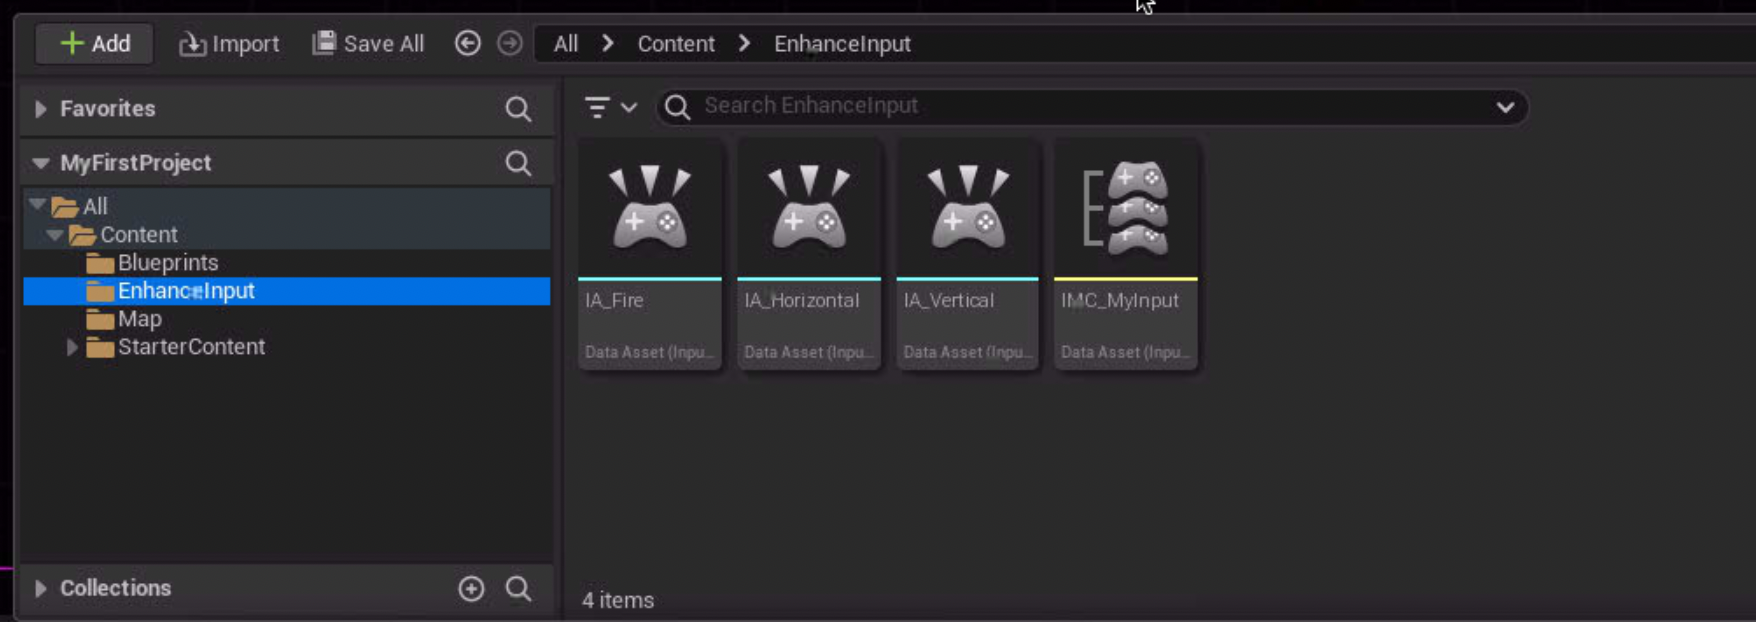 Add Import Save All All > Content > EnhanceInput
Favorites
Search EnhanceInput
MyFirstProject
All
Content
Blueprints
EnhanceInput
Map
StarterContent
IA_Fire
Data Asset (Inpu...
IA_Horizontal
Data Asset (Inpu...
IA_Vertical
Data Asset (Inpu...
IMC_MyInput
Data Asset (Inpu...
Collections
4 items